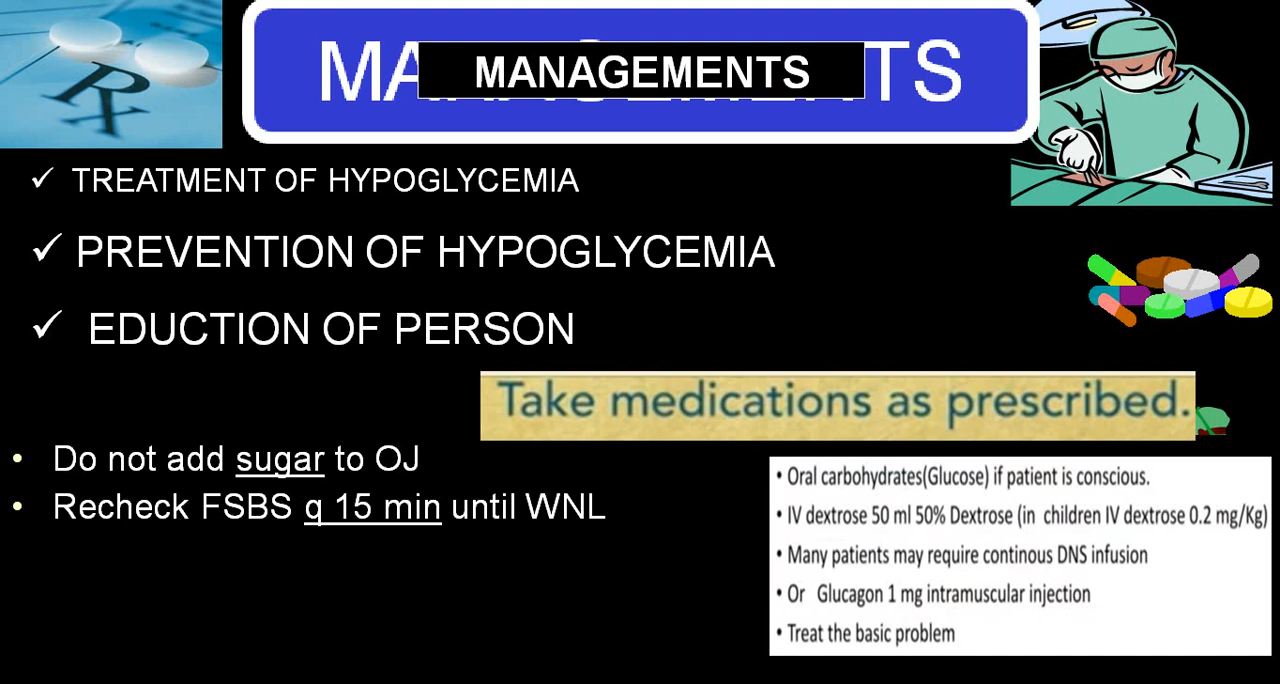 MANAGEMENTS
MANAGEMENTS
Rx
✓ TREATMENT OF HYPOGLYCEMIA
✓ PREVENTION OF HYPOGLYCEMIA
✓ EDUCTION OF PERSON
Take medications as prescribed.
• Do not add sugar to OJ
• Recheck FSBS q 15 min until WNL
• Oral carbohydrates(Glucose) if patient is conscious.
• IV dextrose 50 ml 50% Dextrose (in children IV dextrose 0.2 mg/Kg)
• Many patients may require continous DNS infusion
• Or Glucagon 1 mg intramuscular injection
• Treat the basic problem